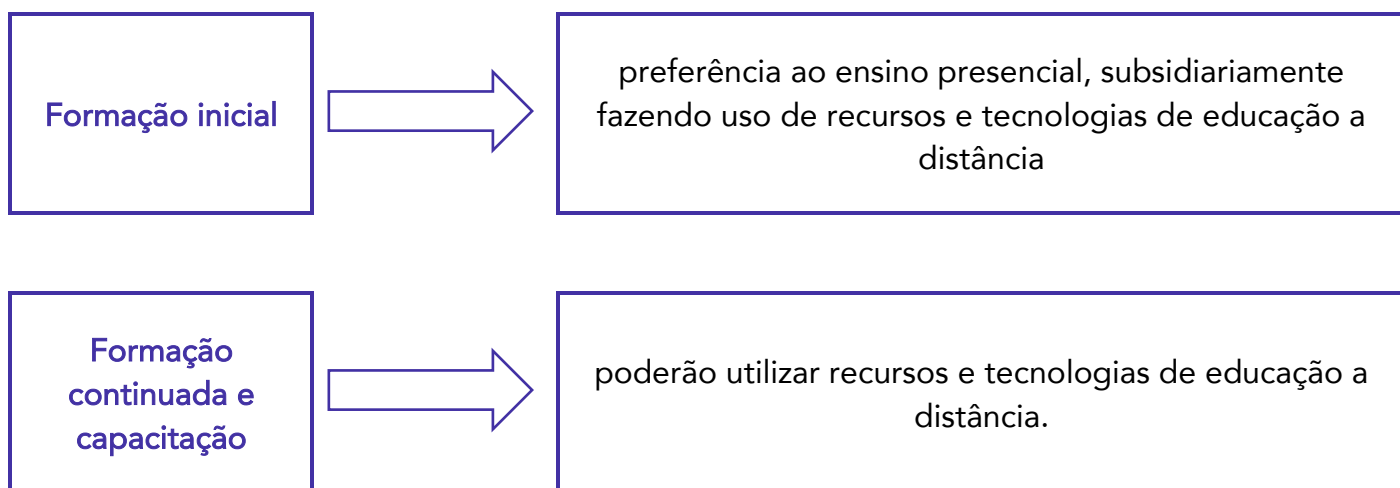 Formação inicial
preferência ao ensino presencial, subsidiariamente
fazendo uso de recursos e tecnologias de educação a
distância
Formação
continuada e
capacitação
poderão utilizar recursos e tecnologias de educação a
distância.